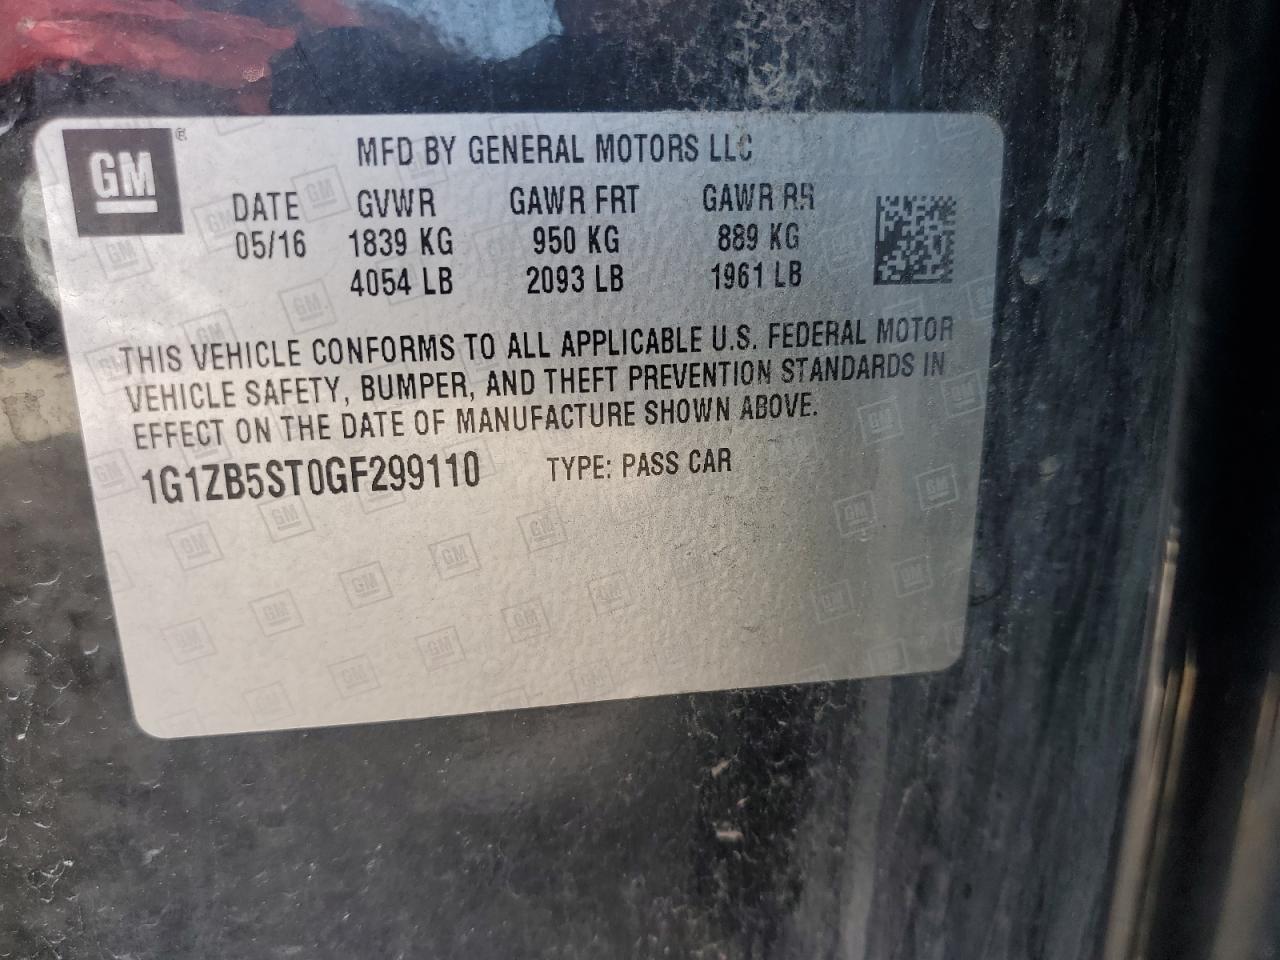 GM ®
MFD BY GENERAL MOTORS LLC
DATE GVWR GAWR FRT GAWR RR
05/16 1839 KG 950 KG 889 KG
4054 LB 2093 LB 1961 LB
THIS VEHICLE CONFORMS TO ALL APPLICABLE U.S. FEDERAL MOTOR
VEHICLE SAFETY, BUMPER, AND THEFT PREVENTION STANDARDS IN
EFFECT ON THE DATE OF MANUFACTURE SHOWN ABOVE.
1G1ZB5ST0GF299110 TYPE: PASS CAR